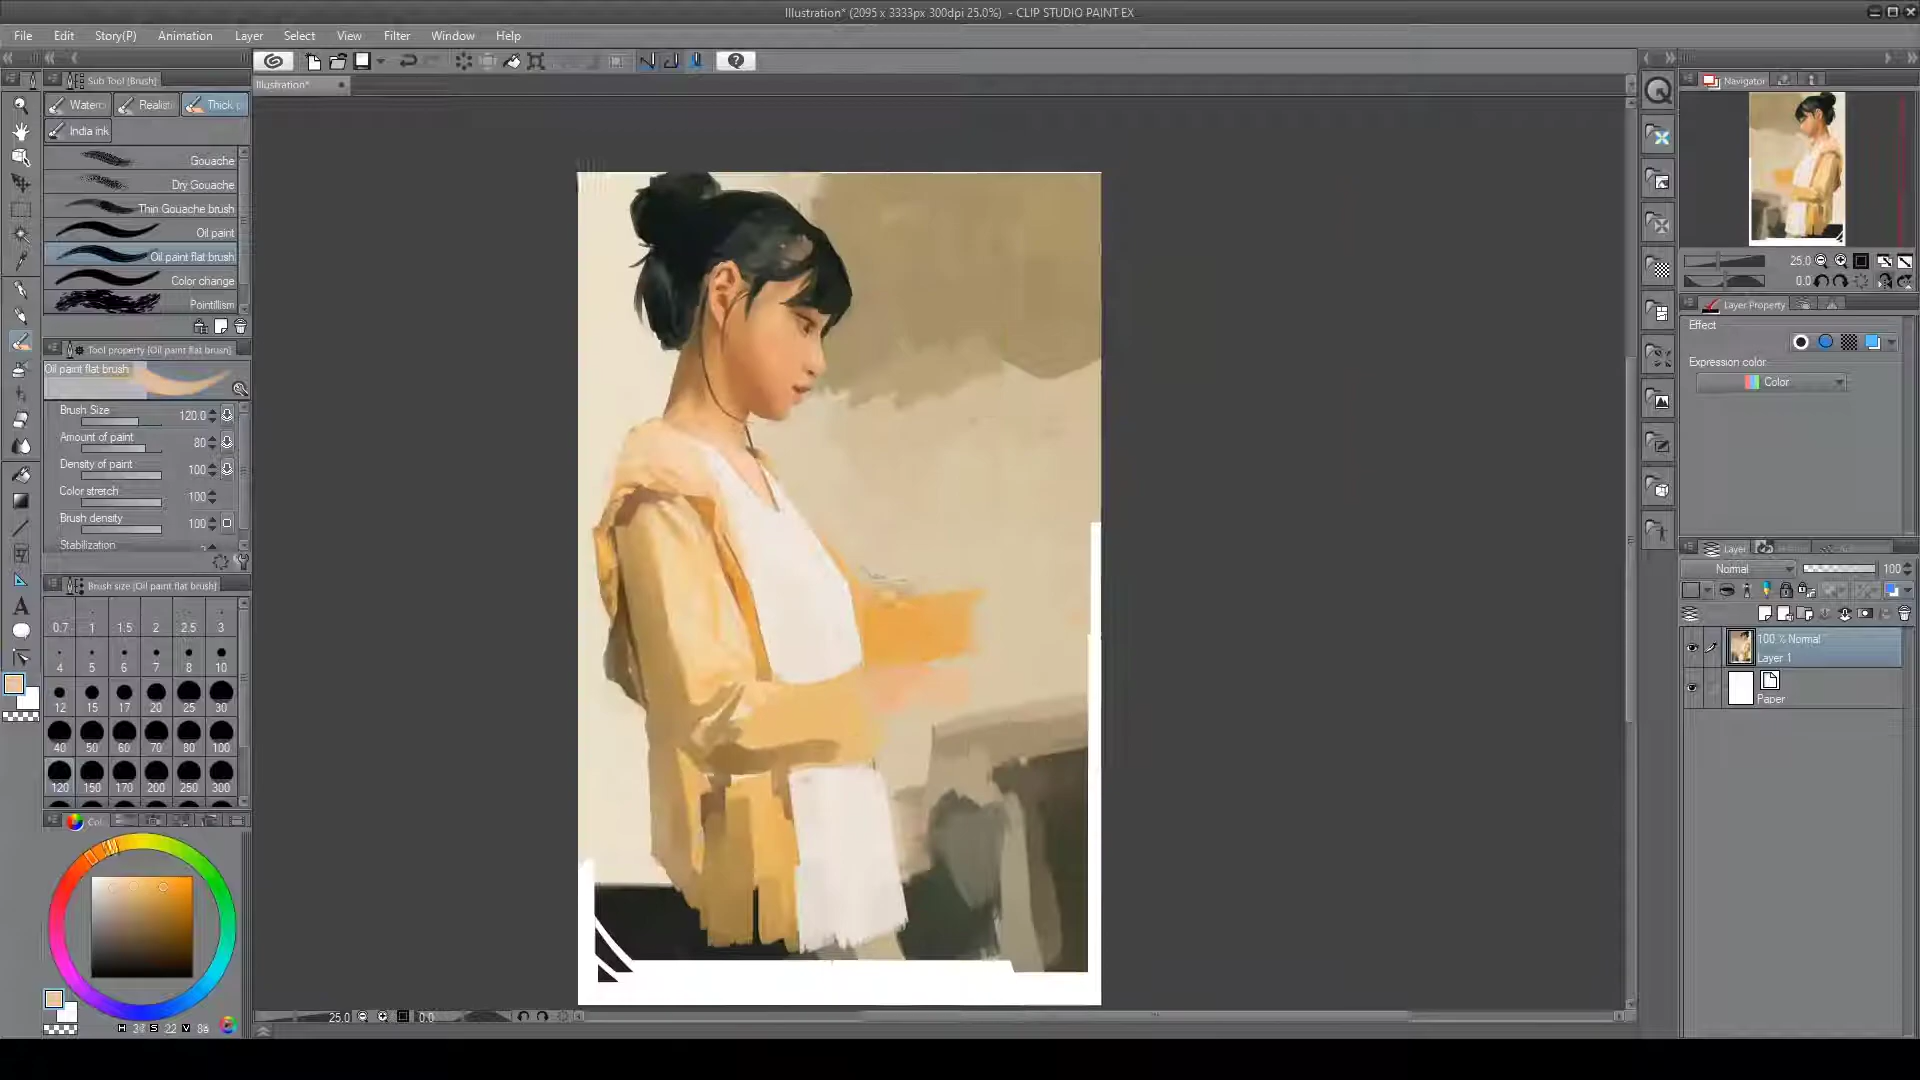 Illustration* (2095 x 3333px 300dpi 25.0%) - CLIP STUDIO PAINT EX
File Edit Story(P) Animation Layer Select View Filter Window Help
Sub Tool [Brush]
Illustration*
Navigator
Thick
India ink
Gouache
Dry Gouache
Thin Gouache brush
Oil paint
Oil paint flat brush
Color change
Pointillism
25.0
0.0
Layer Property
Effect
Expression color
Color
Tool property [Oil paint flat brush]
Oil paint flat brush
Brush Size 120.0
Amount of paint 80
Density of paint 100
Color stretch 100
Brush density 100
Stabilization
Layer
Normal 100
Brush size [Oil paint flat brush]
0.7 1 1.5 2 2.5 3
4 5 6 7 8 10
12 15 17 20 25 30
40 50 60 70 80 100
120 150 170 200 250 300
100 % Normal
Layer 1
Paper
Col
25.0 0.0